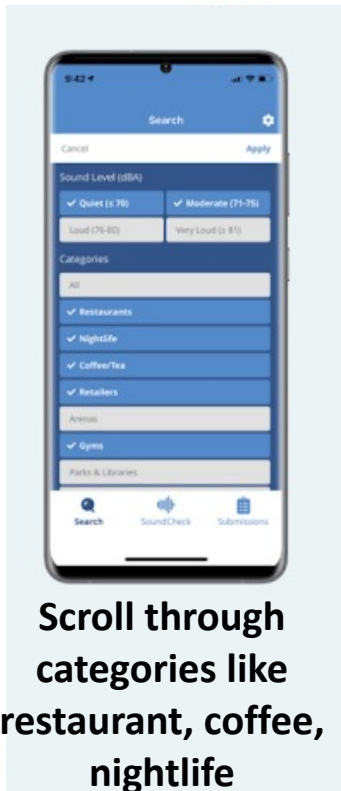 9:42
Search
Cancel Apply
Sound Level (dBA)
✓ Quiet (≤ 70) ✓ Moderate (71-75)
Loud (76-80) Very Loud (≥ 81)
Categories
All
✓ Restaurants
✓ Nightlife
✓ Coffee/Tea
✓ Retailers
Arenas
✓ Gyms
Parks & Libraries
Search SoundCheck Submissions
Scroll through
categories like
restaurant, coffee,
nightlife